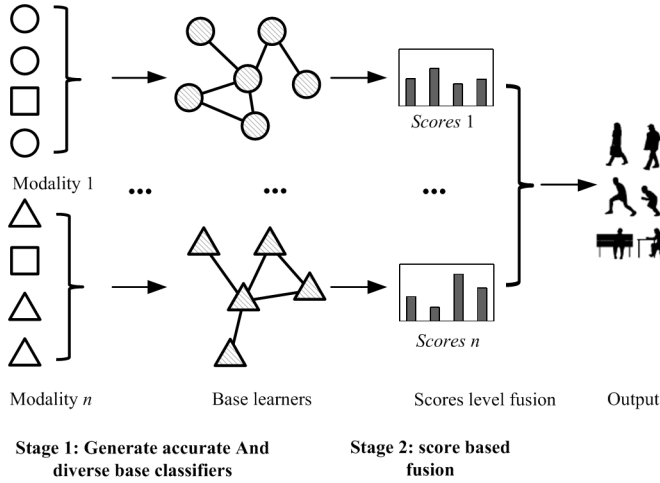 Scores 1
Modality 1
... ... ...
Scores n
Modality n Base learners Scores level fusion Output
Stage 1: Generate accurate And
diverse base classifiers
Stage 2: score based
fusion